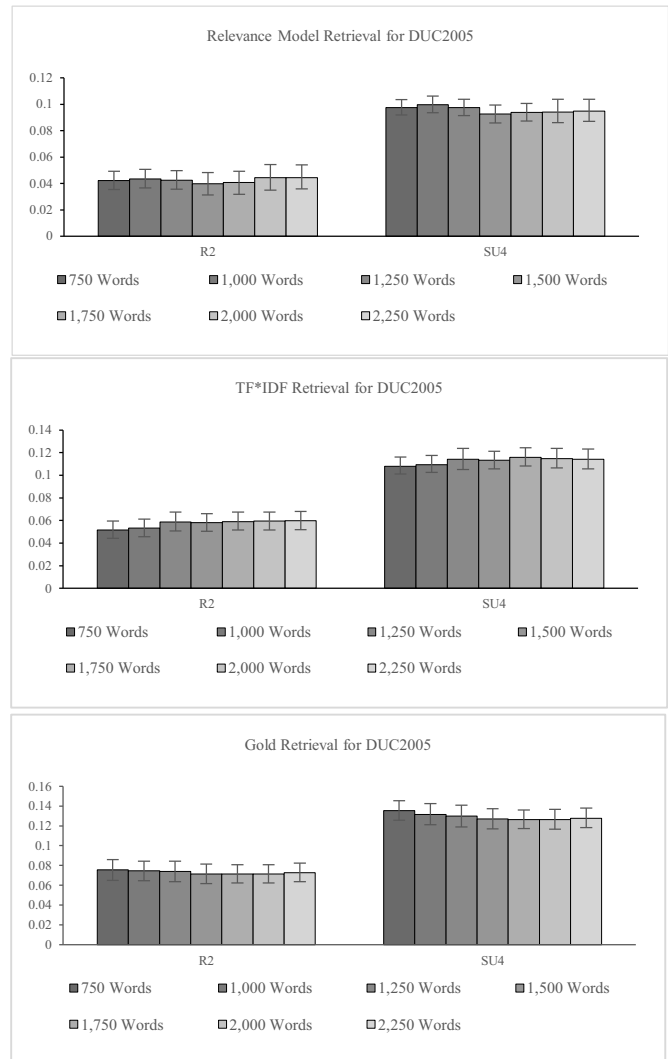 Relevance Model Retrieval for DUC2005
0.12
0.1
0.08
0.06
0.04
0.02
0
R2 SU4
750 Words 1,000 Words 1,250 Words 1,500 Words
1,750 Words 2,000 Words 2,250 Words
TF*IDF Retrieval for DUC2005
0.14
0.12
0.1
0.08
0.06
0.04
0.02
0
R2 SU4
750 Words 1,000 Words 1,250 Words 1,500 Words
1,750 Words 2,000 Words 2,250 Words
Gold Retrieval for DUC2005
0.16
0.14
0.12
0.1
0.08
0.06
0.04
0.02
0
R2 SU4
750 Words 1,000 Words 1,250 Words 1,500 Words
1,750 Words 2,000 Words 2,250 Words